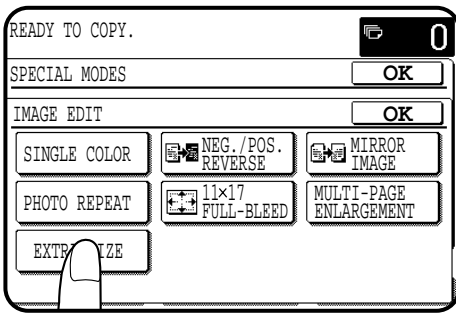 READY TO COPY.
0
SPECIAL MODES
OK
IMAGE EDIT
OK
SINGLE COLOR
NEG./POS.
REVERSE
MIRROR
IMAGE
PHOTO REPEAT
11×17
FULL-BLEED
MULTI-PAGE
ENLARGEMENT